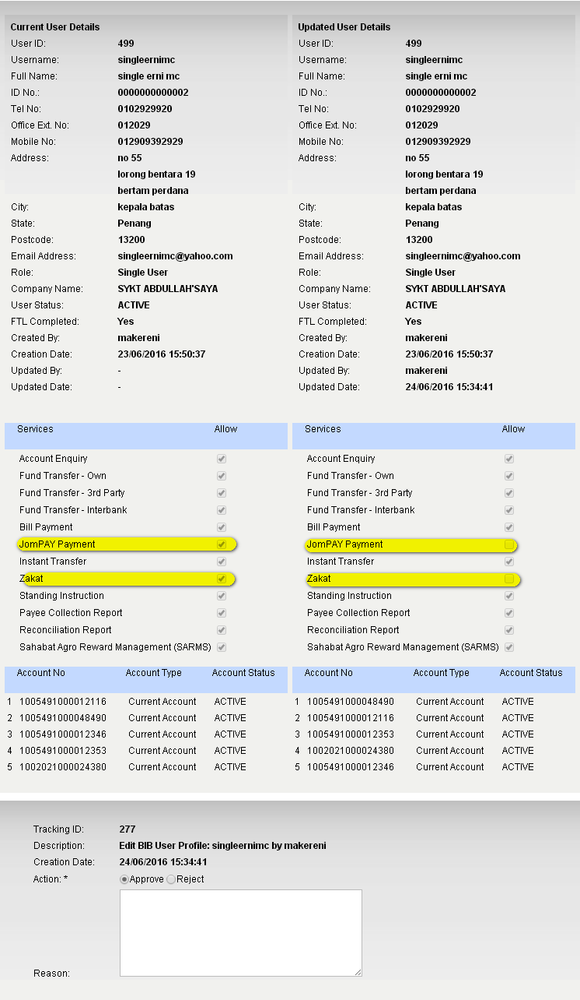 Current User Details
User ID: 499
Username: singleernimc
Full Name: single erni mc
ID No.: 0000000000002
Tel No: 0102929920
Office Ext. No: 012029
Mobile No: 012909392929
Address: no 55
lorong bentara 19
bertam perdana
City: kepala batas
State: Penang
Postcode: 13200
Email Address: singleernimc@yahoo.com
Role: Single User
Company Name: SYKT ABDULLAH'SAYA
User Status: ACTIVE
FTL Completed: Yes
Created By: makereni
Creation Date: 23/06/2016 15:50:37
Updated By: -
Updated Date: -
Services Allow
Account Enquiry
Fund Transfer - Own
Fund Transfer - 3rd Party
Fund Transfer - Interbank
Bill Payment
JomPAY Payment
Instant Transfer
Zakat
Standing Instruction
Payee Collection Report
Reconciliation Report
Sahabat Agro Reward Management (SARMS)
Account No Account Type Account Status
1 1005491000012116 Current Account ACTIVE
2 1005491000048490 Current Account ACTIVE
3 1005491000012346 Current Account ACTIVE
4 1005491000012353 Current Account ACTIVE
5 1002021000024380 Current Account ACTIVE
Updated User Details
User ID: 499
Username: singleernimc
Full Name: single erni mc
ID No.: 0000000000002
Tel No: 0102929920
Office Ext. No: 012029
Mobile No: 012909392929
Address: no 55
lorong bentara 19
bertam perdana
City: kepala batas
State: Penang
Postcode: 13200
Email Address: singleernimc@yahoo.com
Role: Single User
Company Name: SYKT ABDULLAH'SAYA
User Status: ACTIVE
FTL Completed: Yes
Created By: makereni
Creation Date: 23/06/2016 15:50:37
Updated By: makereni
Updated Date: 24/06/2016 15:34:41
Services Allow
Account Enquiry
Fund Transfer - Own
Fund Transfer - 3rd Party
Fund Transfer - Interbank
Bill Payment
JomPAY Payment
Instant Transfer
Zakat
Standing Instruction
Payee Collection Report
Reconciliation Report
Sahabat Agro Reward Management (SARMS)
Account No Account Type Account Status
1 1005491000048490 Current Account ACTIVE
2 1005491000012116 Current Account ACTIVE
3 1005491000012353 Current Account ACTIVE
4 1002021000024380 Current Account ACTIVE
5 1005491000012346 Current Account ACTIVE
Tracking ID: 277
Description: Edit BIB User Profile: singleernimc by makereni
Creation Date: 24/06/2016 15:34:41
Action: * Approve Reject
Reason: